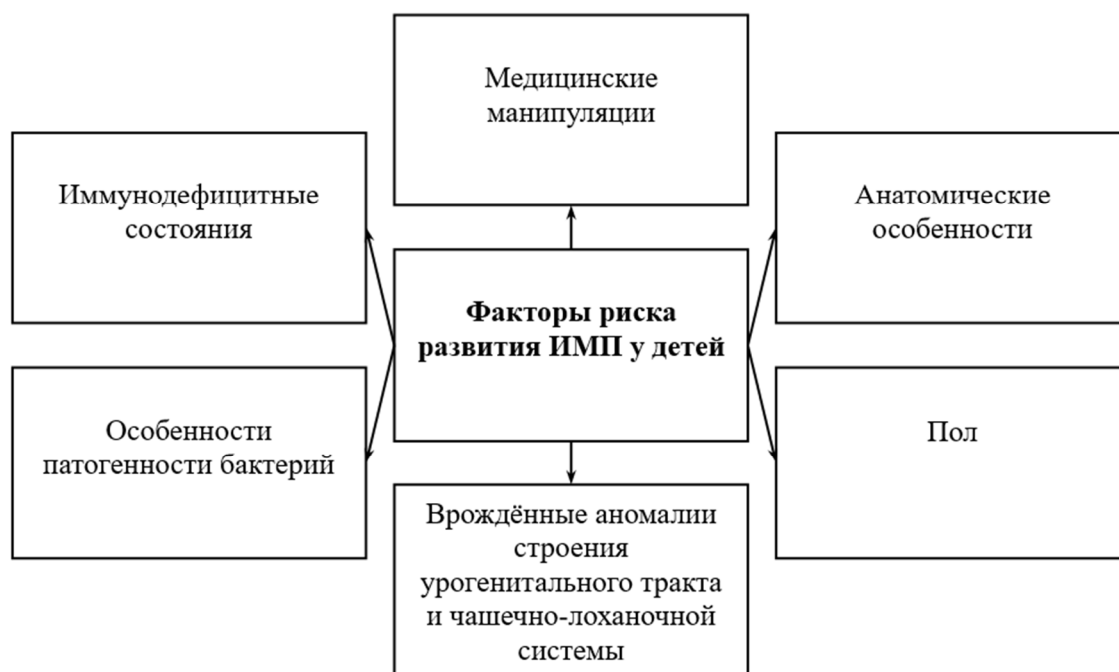 Медицинские
манипуляции
Иммунодефицитные
состояния
Анатомические
особенности
Факторы риска
развития ИМП у детей
Особенности
патогенности бактерий
Пол
Врождённые аномалии
строения
урогенитального тракта
и чашечно-лоханочной
системы